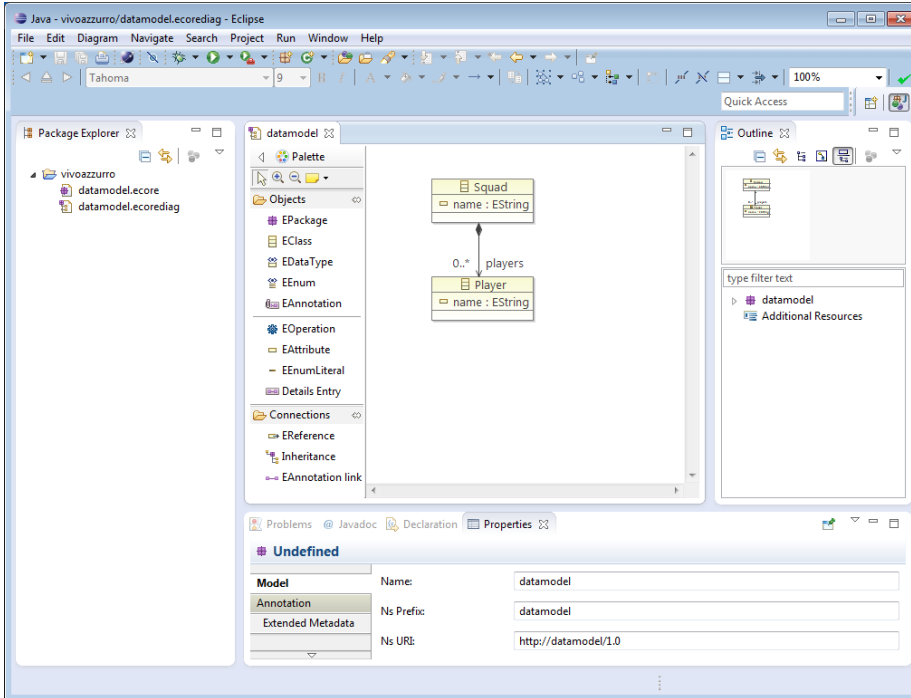 Java - vivoazzurro/datamodel.ecorediag - Eclipse
File Edit Diagram Navigate Search Project Run Window Help
Tahoma 9 B I A 100%
Quick Access
Package Explorer
vivoazzurro
datamodel.ecore
datamodel.ecorediag
datamodel
Palette
Objects
EPackage
EClass
EDataType
EEnum
EAnnotation
EOperation
EAttribute
EEnumLiteral
Details Entry
Connections
EReference
Inheritance
EAnnotation link
Squad
name : EString
0..* players
Player
name : EString
Outline
type filter text
datamodel
Additional Resources
Problems @ Javadoc Declaration Properties
Undefined
Model
Annotation
Extended Metadata
Name: datamodel
Ns Prefix: datamodel
Ns URI: http://datamodel/1.0